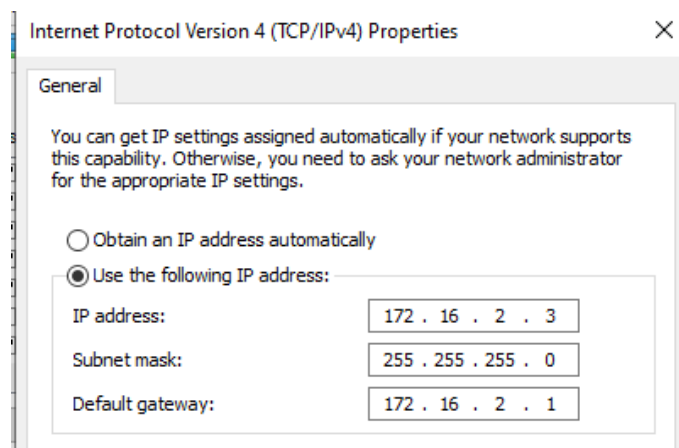 Internet Protocol Version 4 (TCP/IPv4) Properties
General
You can get IP settings assigned automatically if your network supports
this capability. Otherwise, you need to ask your network administrator
for the appropriate IP settings.
Obtain an IP address automatically
Use the following IP address:
IP address: 172 . 16 . 2 . 3
Subnet mask: 255 . 255 . 255 . 0
Default gateway: 172 . 16 . 2 . 1